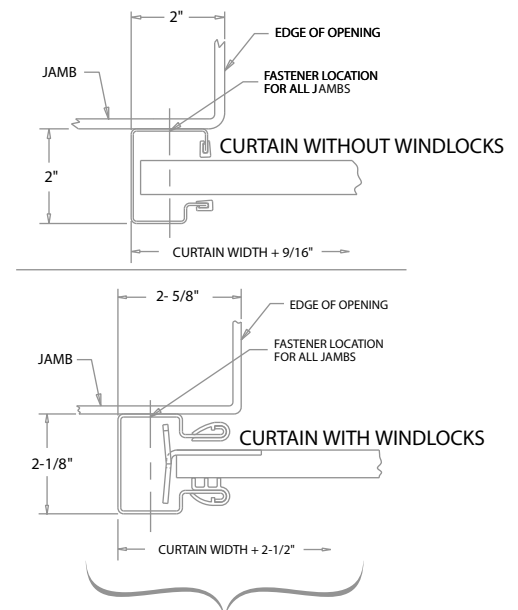 2"
EDGE OF OPENING
JAMB
FASTENER LOCATION
FOR ALL JAMBS
CURTAIN WITHOUT WINDLOCKS
2"
CURTAIN WIDTH + 9/16"
2- 5/8"
EDGE OF OPENING
FASTENER LOCATION
FOR ALL JAMBS
JAMB
CURTAIN WITH WINDLOCKS
2-1/8"
CURTAIN WIDTH + 2-1/2"